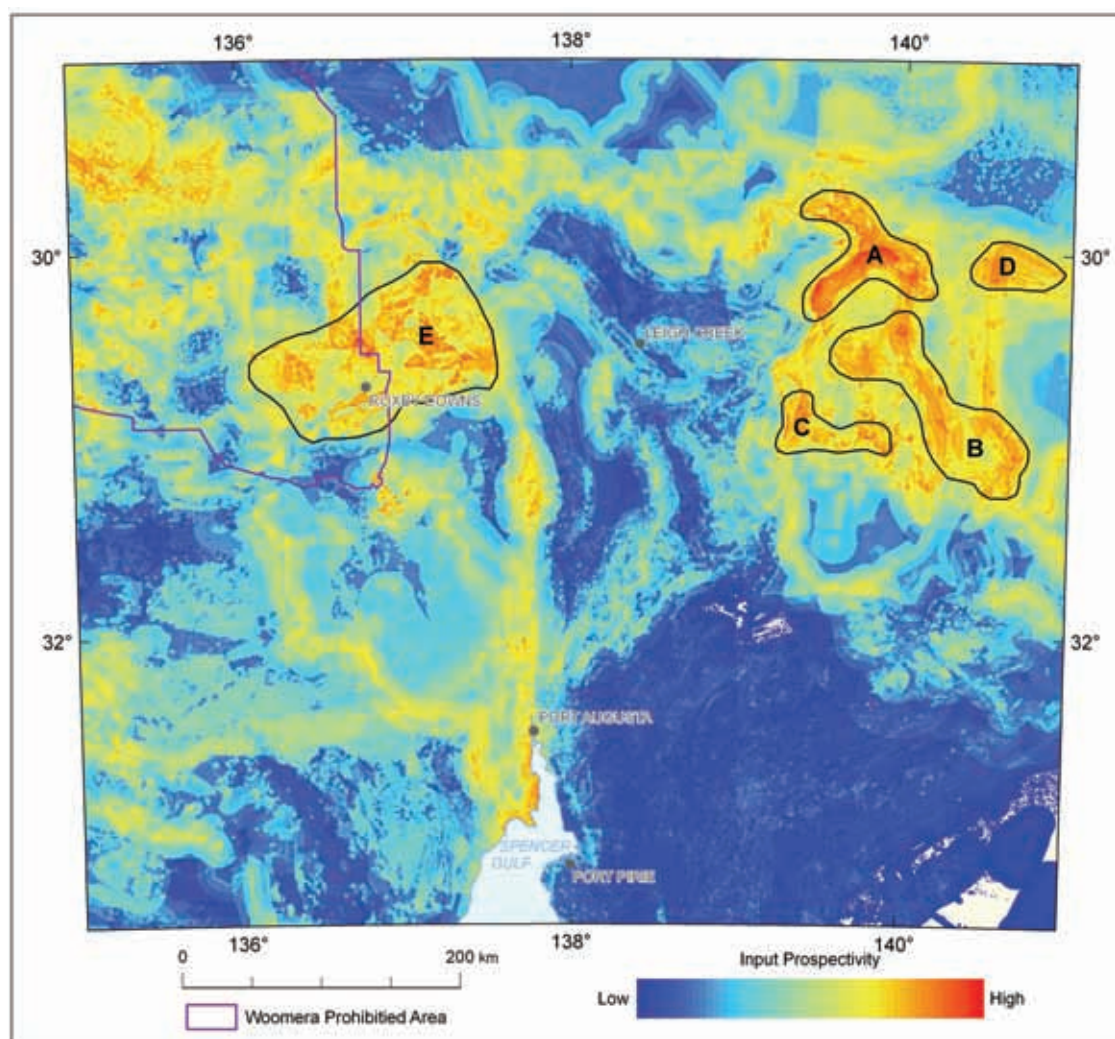 136° 138° 140°
A
30° D 30°
E
LEIGH CREEK
ROXBY DOWNS
C
B
32° 32°
PORT AUGUSTA
SPENCER
GULF
PORT PIRIE
136° 138° 140°
0 200 km
Input Prospectivity
Low High
Woomera Prohibitied Area